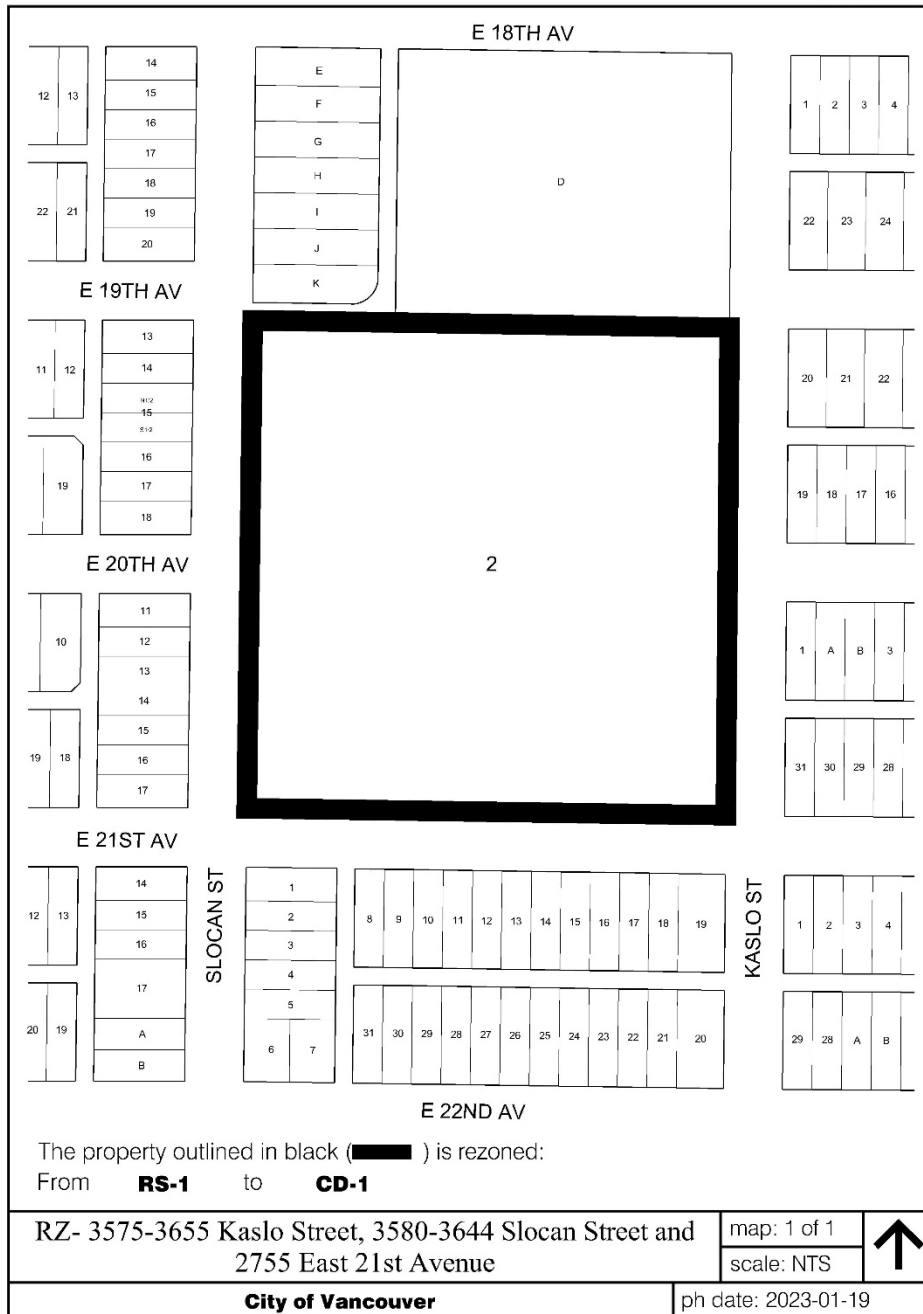 E 18TH AV
14
15
16
17
18
19
20
12 13
22 21
E
F
G
H
I
J
K
D
1 2 3 4
22 23 24
E 19TH AV
13
14
N1/2
15
S1/2
16
17
18
11 12
19
2
20 21 22
19 18 17 16
E 20TH AV
11
12
13
14
15
16
17
10
19 18
1 A B 3
31 30 29 28
E 21ST AV
14
15
16
17
A
B
12 13
20 19
SLOCAN ST
1
2
3
4
5
6 7
8 9 10 11 12 13 14 15 16 17 18 19
31 30 29 28 27 26 25 24 23 22 21 20
KASLO ST
1 2 3 4
29 28 A B
E 22ND AV
The property outlined in black ( ) is rezoned:
From RS-1 to CD-1
RZ- 3575-3655 Kaslo Street, 3580-3644 Slocan Street and
2755 East 21st Avenue
map: 1 of 1
scale: NTS
City of Vancouver
ph date: 2023-01-19